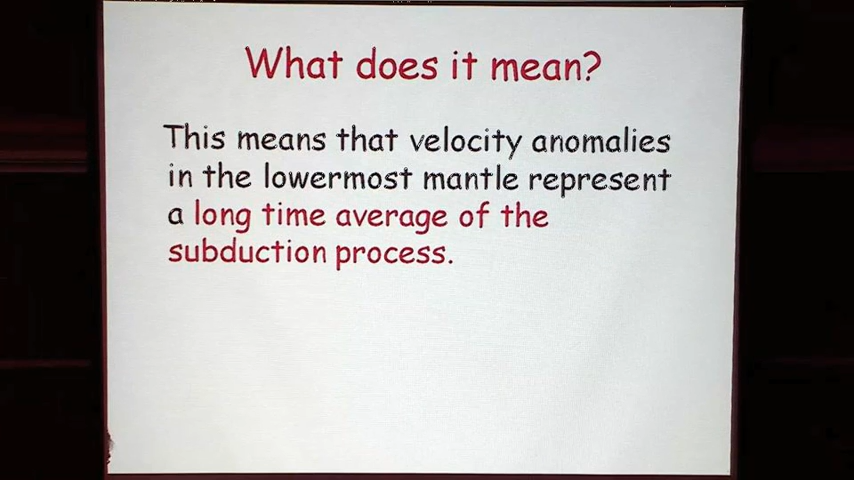 What does it mean?
This means that velocity anomalies
in the lowermost mantle represent
a long time average of the
subduction process.